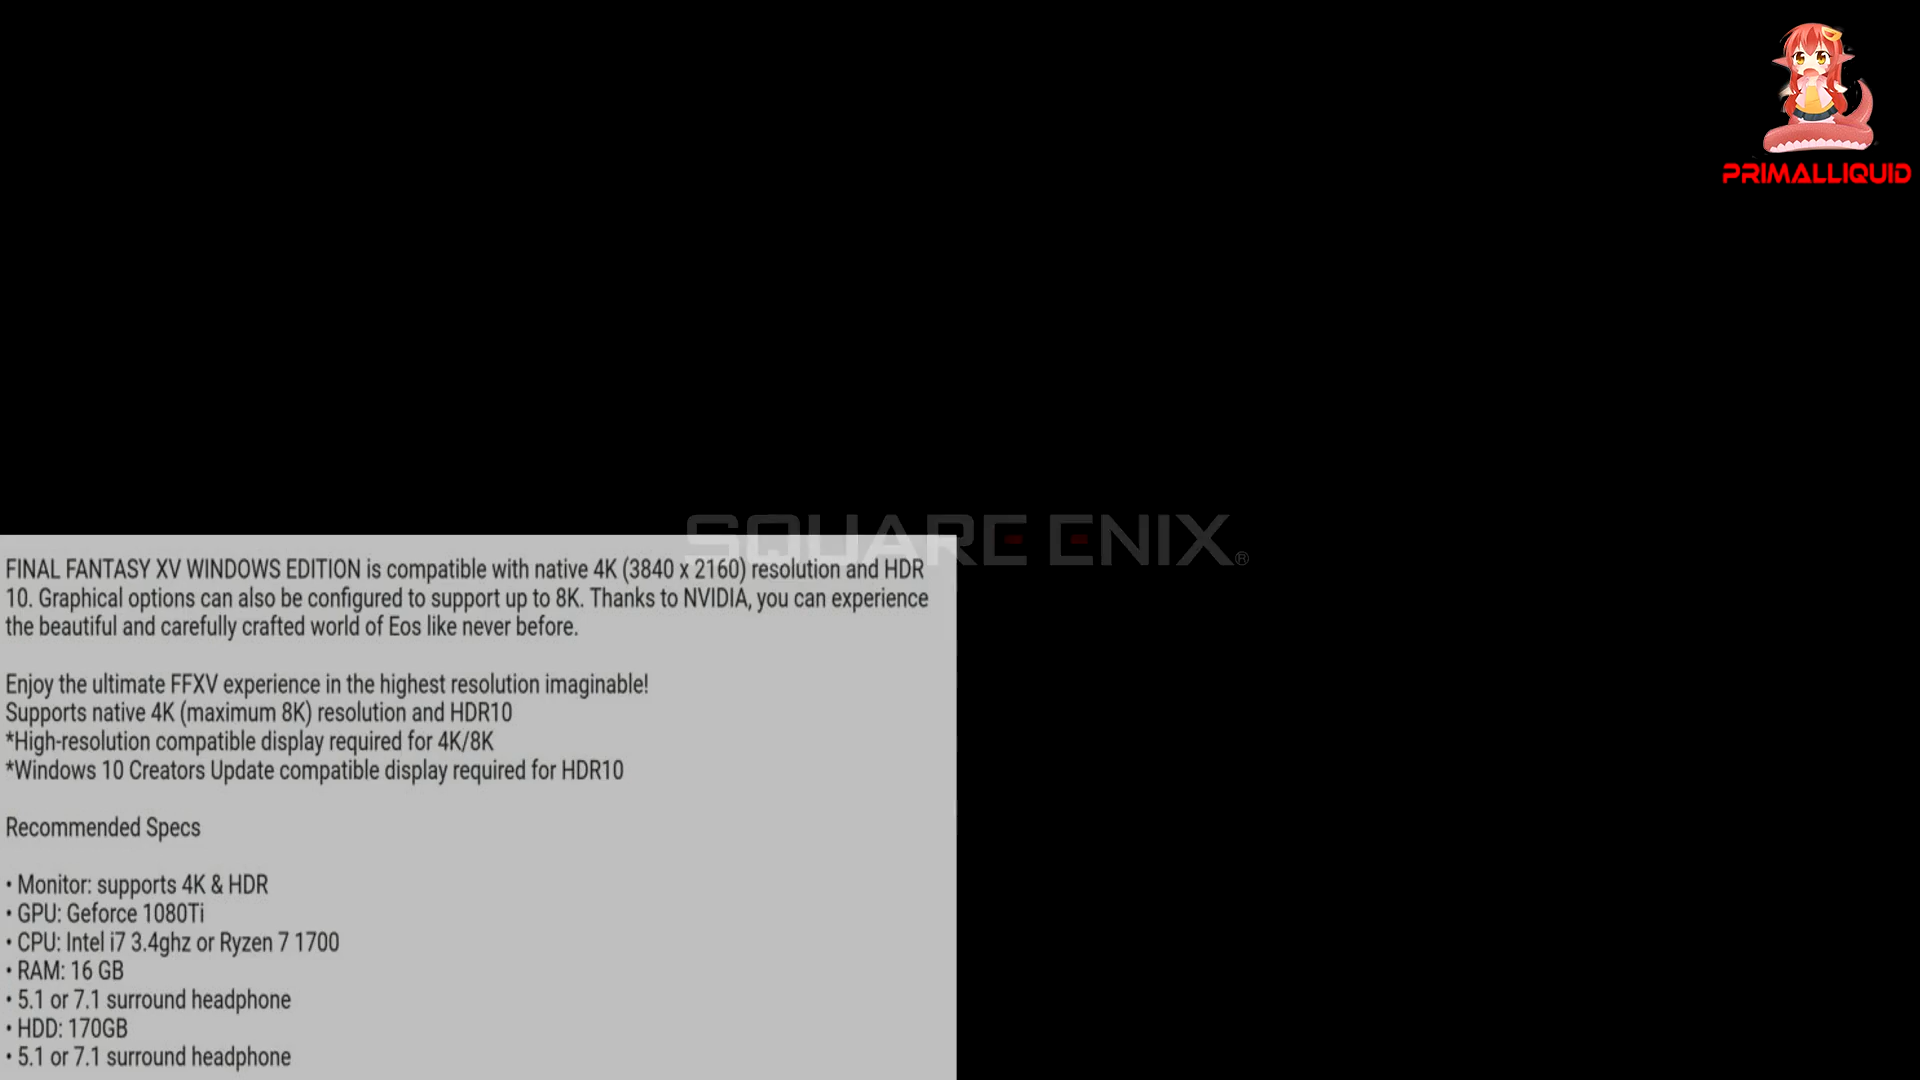 PRIMALLIQUID
SQUARE ENIX®
FINAL FANTASY XV WINDOWS EDITION is compatible with native 4K (3840 x 2160) resolution and HDR
10. Graphical options can also be configured to support up to 8K. Thanks to NVIDIA, you can experience
the beautiful and carefully crafted world of Eos like never before.
Enjoy the ultimate FFXV experience in the highest resolution imaginable!
Supports native 4K (maximum 8K) resolution and HDR10
*High-resolution compatible display required for 4K/8K
*Windows 10 Creators Update compatible display required for HDR10
Recommended Specs
• Monitor: supports 4K & HDR
• GPU: Geforce 1080Ti
• CPU: Intel i7 3.4ghz or Ryzen 7 1700
• RAM: 16 GB
• 5.1 or 7.1 surround headphone
• HDD: 170GB
• 5.1 or 7.1 surround headphone